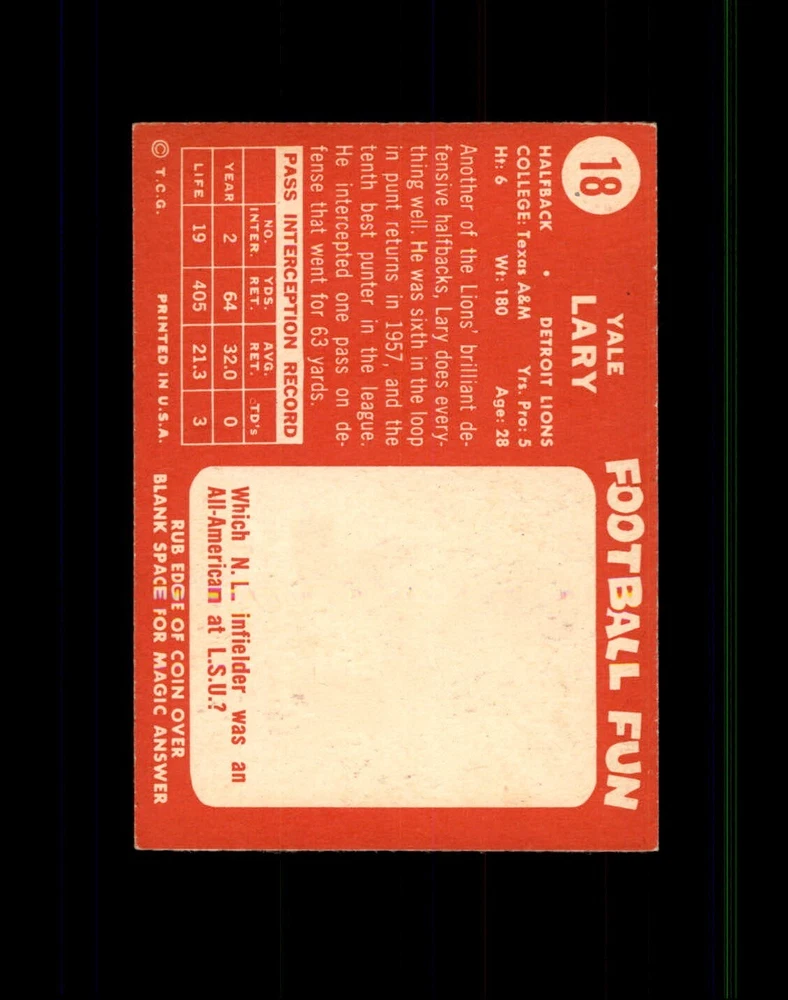 18
YALE
LARY
HALFBACK • DETROIT LIONS
COLLEGE: Texas A&M Yrs. Pro: 5
Ht: 6 Wt: 180 Age: 28
Another of the Lions' brilliant de-
fensive halfbacks, Lary does every-
thing well. He was sixth in the loop
in punt returns in 1957, and the
tenth best punter in the league.
He intercepted one pass on de-
fense that went for 63 yards.
PASS INTERCEPTION RECORD
NO. INTER. YDS. RET. AVG. RET. TD's
YEAR 2 64 32.0 0
LIFE 19 405 21.3 3
© T.C.G. PRINTED IN U.S.A.
FOOTBALL FUN
Which N. L. infielder was an
All-American at L.S.U.?
RUB EDGE OF COIN OVER
BLANK SPACE FOR MAGIC ANSWER